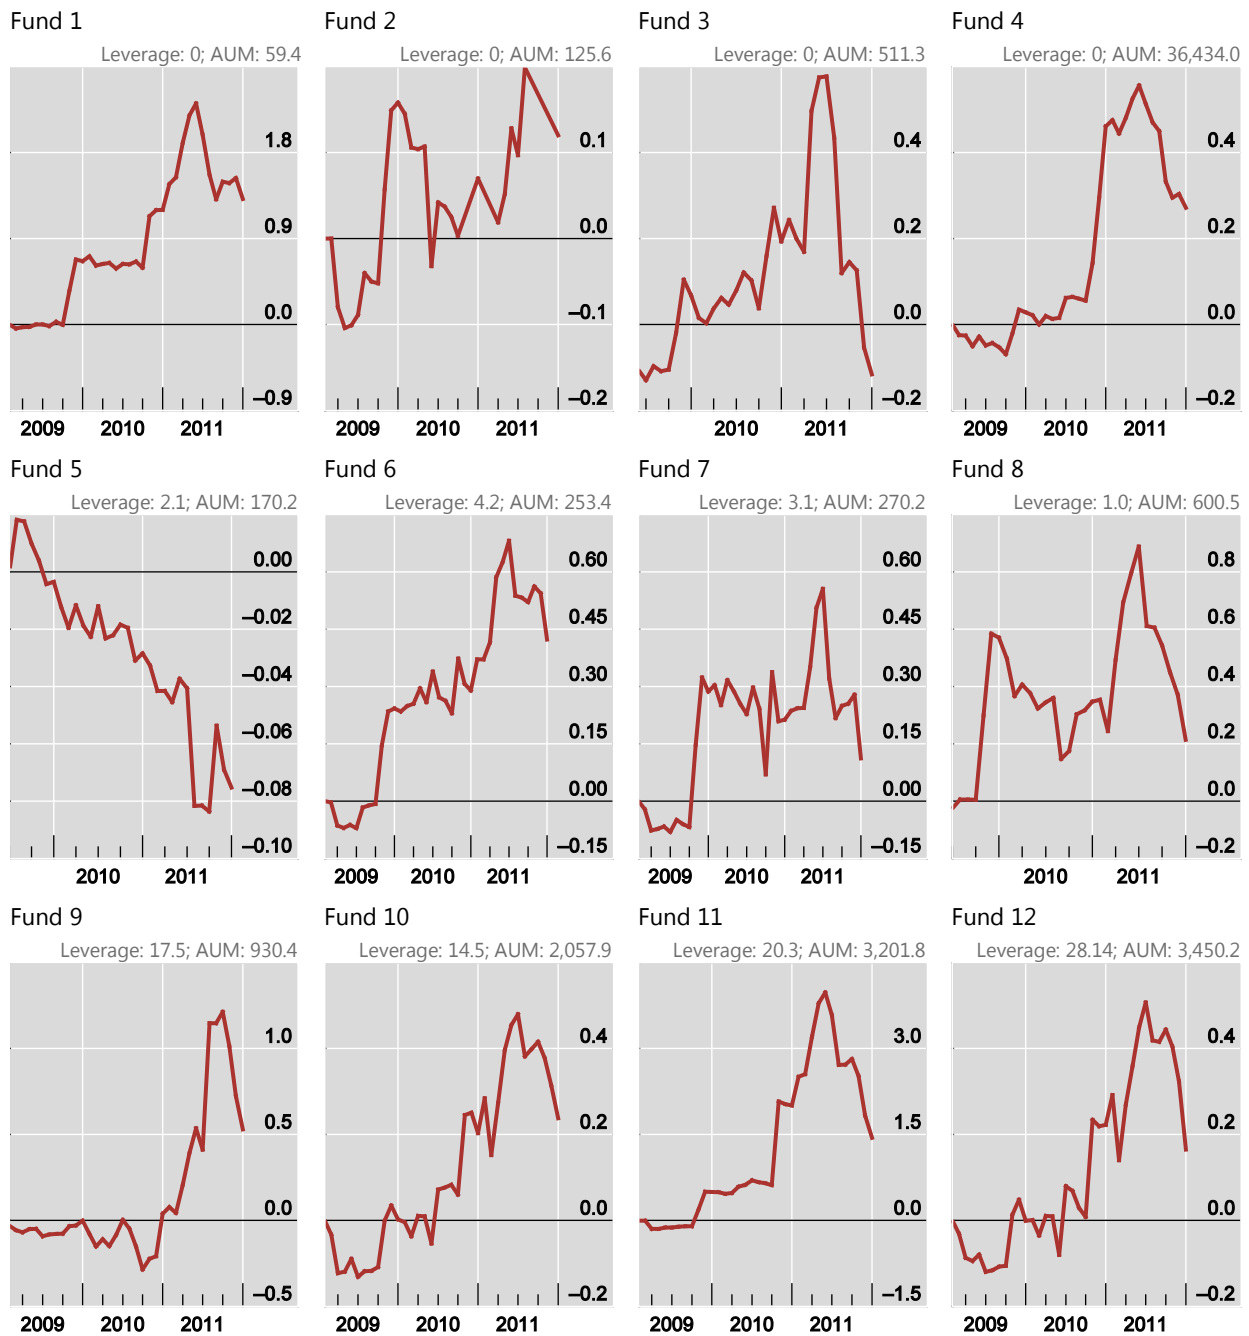 Fund 1
Leverage: 0; AUM: 59.4
1.8
0.9
0.0
–0.9
2009 2010 2011
Fund 2
Leverage: 0; AUM: 125.6
0.1
0.0
–0.1
–0.2
2009 2010 2011
Fund 3
Leverage: 0; AUM: 511.3
0.4
0.2
0.0
–0.2
2010 2011
Fund 4
Leverage: 0; AUM: 36,434.0
0.4
0.2
0.0
–0.2
2009 2010 2011
Fund 5
Leverage: 2.1; AUM: 170.2
0.00
–0.02
–0.04
–0.06
–0.08
–0.10
2010 2011
Fund 6
Leverage: 4.2; AUM: 253.4
0.60
0.45
0.30
0.15
0.00
–0.15
2009 2010 2011
Fund 7
Leverage: 3.1; AUM: 270.2
0.60
0.45
0.30
0.15
0.00
–0.15
2009 2010 2011
Fund 8
Leverage: 1.0; AUM: 600.5
0.8
0.6
0.4
0.2
0.0
–0.2
2010 2011
Fund 9
Leverage: 17.5; AUM: 930.4
1.0
0.5
0.0
–0.5
2009 2010 2011
Fund 10
Leverage: 14.5; AUM: 2,057.9
0.4
0.2
0.0
–0.2
2009 2010 2011
Fund 11
Leverage: 20.3; AUM: 3,201.8
3.0
1.5
0.0
–1.5
2009 2010 2011
Fund 12
Leverage: 28.14; AUM: 3,450.2
0.4
0.2
0.0
–0.2
2009 2010 2011